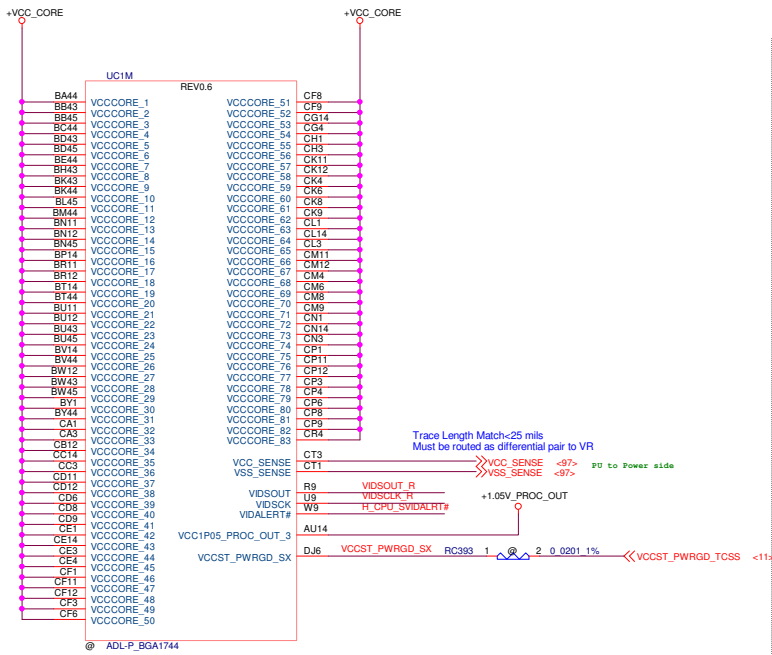 +VCC_CORE +VCC_CORE
UC1M
REV0.6
BA44 VCCCORE_1 VCCCORE_51 CF8
BB43 VCCCORE_2 VCCCORE_52 CF9
BB45 VCCCORE_3 VCCCORE_53 CG14
BC44 VCCCORE_4 VCCCORE_54 CG4
BD43 VCCCORE_5 VCCCORE_55 CH1
BD45 VCCCORE_6 VCCCORE_56 CH3
BE44 VCCCORE_7 VCCCORE_57 CK11
BH43 VCCCORE_8 VCCCORE_58 CK12
BK43 VCCCORE_9 VCCCORE_59 CK4
BK44 VCCCORE_10 VCCCORE_60 CK6
BL45 VCCCORE_11 VCCCORE_61 CK8
BM44 VCCCORE_12 VCCCORE_62 CK9
BN11 VCCCORE_13 VCCCORE_63 CL1
BN12 VCCCORE_14 VCCCORE_64 CL14
BN45 VCCCORE_15 VCCCORE_65 CL3
BP14 VCCCORE_16 VCCCORE_66 CM11
BR11 VCCCORE_17 VCCCORE_67 CM12
BR12 VCCCORE_18 VCCCORE_68 CM4
BT14 VCCCORE_19 VCCCORE_69 CM6
BT44 VCCCORE_20 VCCCORE_70 CM8
BU11 VCCCORE_21 VCCCORE_71 CM9
BU12 VCCCORE_22 VCCCORE_72 CN1
BU43 VCCCORE_23 VCCCORE_73 CN14
BU45 VCCCORE_24 VCCCORE_74 CN3
BV14 VCCCORE_25 VCCCORE_75 CP1
BV44 VCCCORE_26 VCCCORE_76 CP11
BW12 VCCCORE_27 VCCCORE_77 CP12
BW43 VCCCORE_28 VCCCORE_78 CP3
BW45 VCCCORE_29 VCCCORE_79 CP4
BY1 VCCCORE_30 VCCCORE_80 CP6
BY44 VCCCORE_31 VCCCORE_81 CP8
CA1 VCCCORE_32 VCCCORE_82 CP9
CA3 VCCCORE_33 VCCCORE_83 CR4
CB12 VCCCORE_34
CC14 VCCCORE_35
CC3 VCCCORE_36
CD11 VCCCORE_37
CD12 VCCCORE_38
CD6 VCCCORE_39
CD8 VCCCORE_40
CD9 VCCCORE_41
CE1 VCCCORE_42
CE14 VCCCORE_43
CE3 VCCCORE_44
CE4 VCCCORE_45
CF1 VCCCORE_46
CF11 VCCCORE_47
CF12 VCCCORE_48
CF3 VCCCORE_49
CF6 VCCCORE_50
Trace Length Match<25 mils
Must be routed as differential pair to VR
VCC_SENSE CT3 VCC_SENSE <97>
VSS_SENSE CT1 VSS_SENSE <97>
PU to Power side
VIDSOUT R9 VIDSOUT_R
VIDSCK U9 VIDSCLK_R
VIDALERT# W9 H_CPU_SVIDALRT#
+1.05V_PROC_OUT
VCC1P05_PROC_OUT_3 AU14
VCCST_PWRGD_SX DJ6 VCCST_PWRGD_SX RC393 1 @ 2 0_0201_1% VCCST_PWRGD_TCSS <11>
@ ADL-P_BGA1744